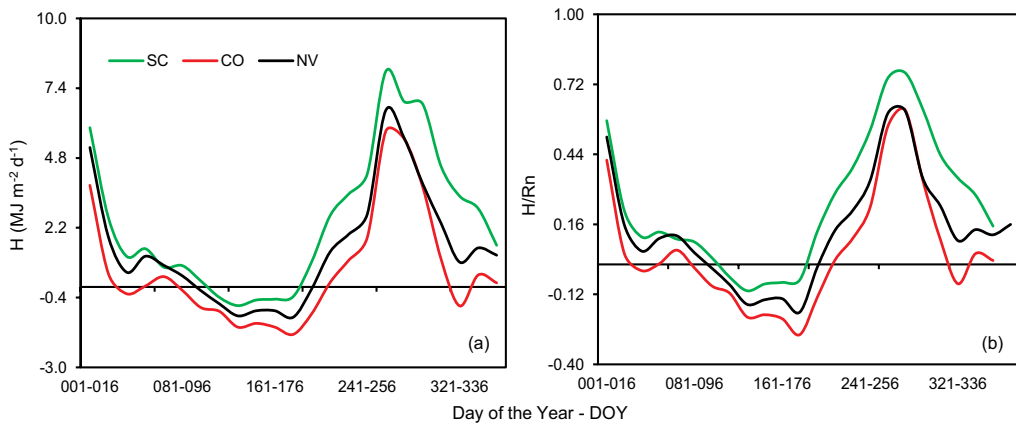 10.0
7.4
4.8
2.2
-0.4
-3.0
H (MJ m⁻² d⁻¹)
SC CO NV
(a)
001-016 081-096 161-176 241-256 321-336
1.00
0.72
0.44
0.16
-0.12
-0.40
H/Rn
(b)
001-016 081-096 161-176 241-256 321-336
Day of the Year - DOY